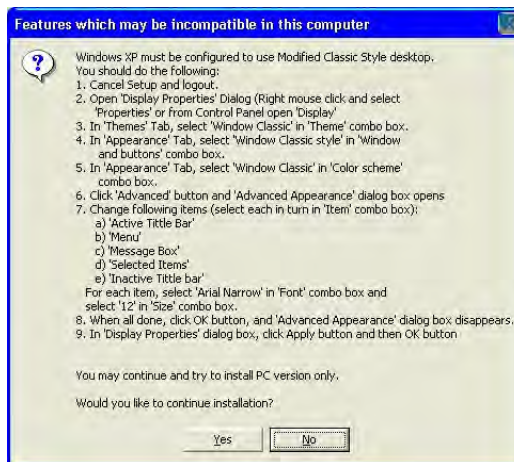 Features which may be incompatible in this computer
Windows XP must be configured to use Modified Classic Style desktop.
You should do the following:
1. Cancel Setup and logout.
2. Open 'Display Properties' Dialog (Right mouse click and select
'Properties' or from Control Panel open 'Display'
3. In 'Themes' Tab, select 'Window Classic' in 'Theme' combo box.
4. In 'Appearance' Tab, select 'Window Classic style' in 'Window
and buttons' combo box.
5. In 'Appearance' Tab, select 'Window Classic' in 'Color scheme'
combo box.
6. Click 'Advanced' button and 'Advanced Appearance' dialog box opens
7. Change following items (select each in turn in 'Item' combo box):
a) 'Active Tittle Bar'
b) 'Menu'
c) 'Message Box'
d) 'Selected Items'
e) 'Inactive Tittle bar'
For each item, select 'Arial Narrow' in 'Font' combo box and
select '12' in 'Size' combo box.
8. When all done, click OK button, and 'Advanced Appearance' dialog box disappears.
9. In 'Display Properties' dialog box, click Apply button and then OK button
You may continue and try to install PC version only.
Would you like to continue installation?
Yes No